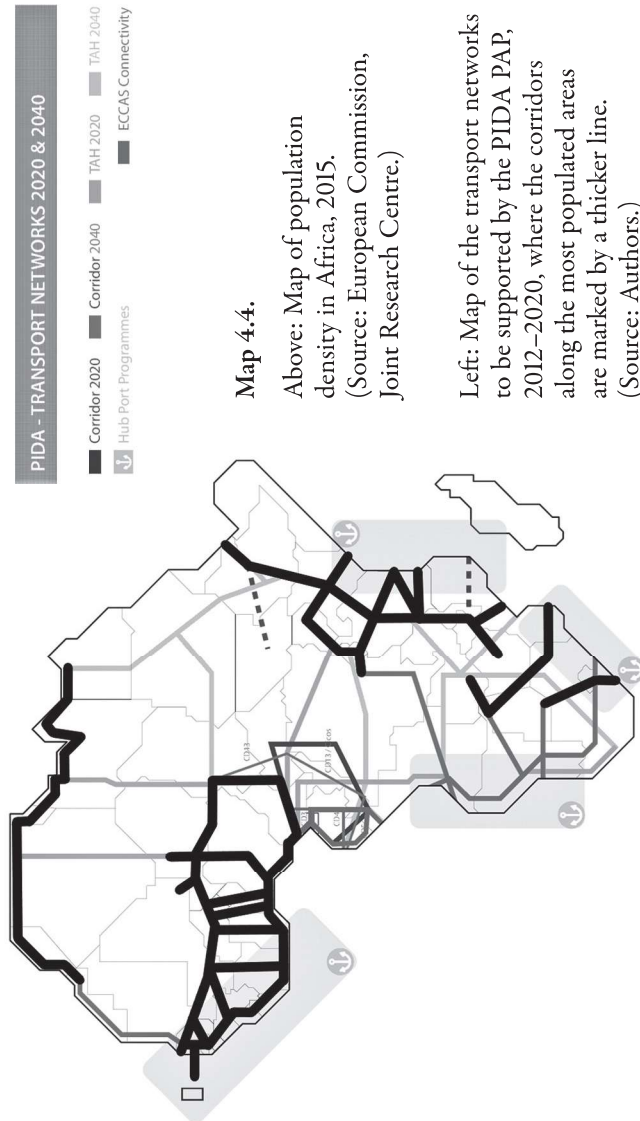 PIDA - TRANSPORT NETWORKS 2020 & 2040
Corridor 2020
Corridor 2040
TAH 2020
TAH 2040
Hub Port Programmes
ECCAS Connectivity
Map 4.4.
Above: Map of population
density in Africa, 2015.
(Source: European Commission,
Joint Research Centre.)
Left: Map of the transport networks
to be supported by the PIDA PAP,
2012–2020, where the corridors
along the most populated areas
are marked by a thicker line.
(Source: Authors.)
CD13